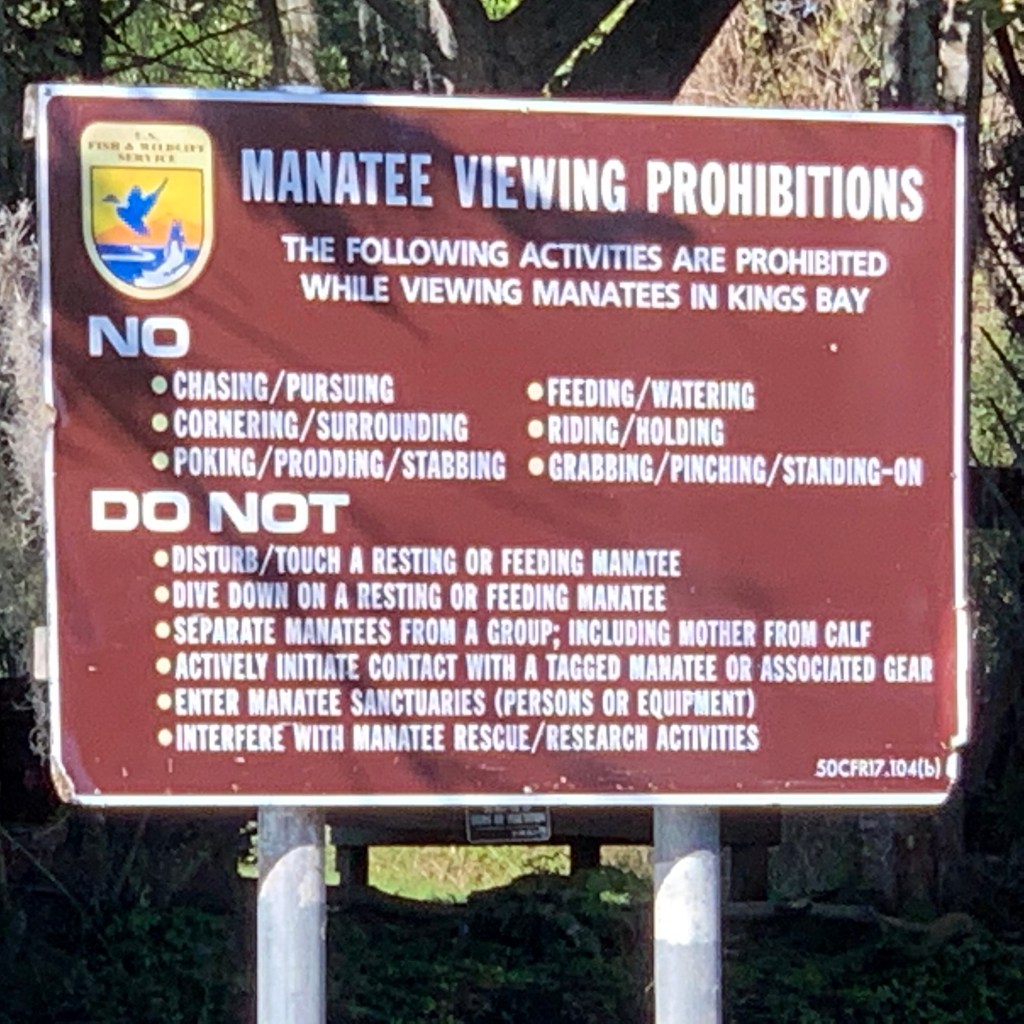 U.S.
FISH & WILDLIFE
SERVICE
MANATEE VIEWING PROHIBITIONS
THE FOLLOWING ACTIVITIES ARE PROHIBITED
WHILE VIEWING MANATEES IN KINGS BAY
NO
•CHASING/PURSUING
•CORNERING/SURROUNDING
•POKING/PRODDING/STABBING
•FEEDING/WATERING
•RIDING/HOLDING
•GRABBING/PINCHING/STANDING-ON
DO NOT
•DISTURB/TOUCH A RESTING OR FEEDING MANATEE
•DIVE DOWN ON A RESTING OR FEEDING MANATEE
•SEPARATE MANATEES FROM A GROUP; INCLUDING MOTHER FROM CALF
•ACTIVELY INITIATE CONTACT WITH A TAGGED MANATEE OR ASSOCIATED GEAR
•ENTER MANATEE SANCTUARIES (PERSONS OR EQUIPMENT)
•INTERFERE WITH MANATEE RESCUE/RESEARCH ACTIVITIES
50CFR17.104(b)